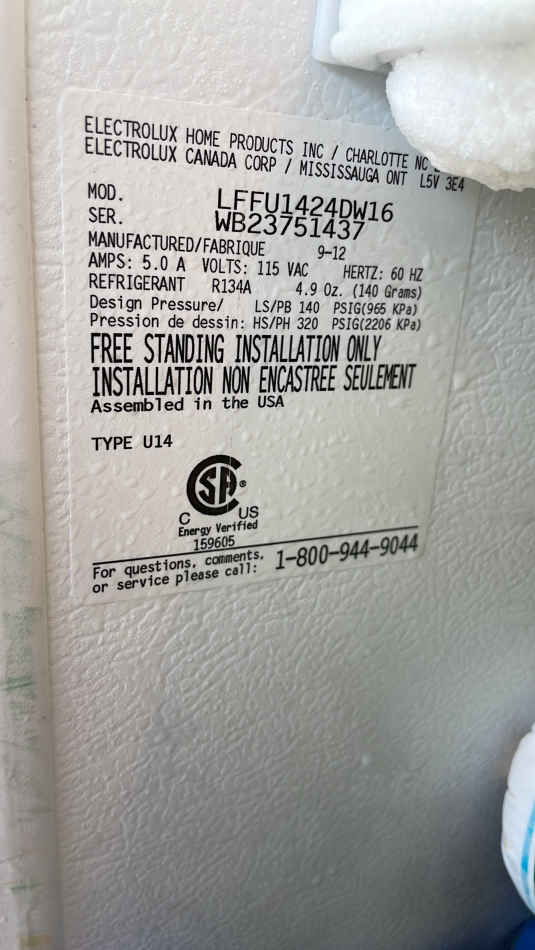 ELECTROLUX HOME PRODUCTS INC / CHARLOTTE NC
ELECTROLUX CANADA CORP / MISSISSAUGA ONT L5V 3E4
MOD. LFFU1424DW16
SER. WB23751437
MANUFACTURED/FABRIQUE 9-12
AMPS: 5.0 A VOLTS: 115 VAC HERTZ: 60 HZ
REFRIGERANT R134A 4.9 Oz. (140 Grams)
Design Pressure/ LS/PB 140 PSIG(965 KPa)
Pression de dessin: HS/PH 320 PSIG(2206 KPa)
FREE STANDING INSTALLATION ONLY
INSTALLATION NON ENCASTREE SEULEMENT
Assembled in the USA
TYPE U14
SA ®
C US
Energy Verified
159605
For questions, comments,
or service please call: 1-800-944-9044